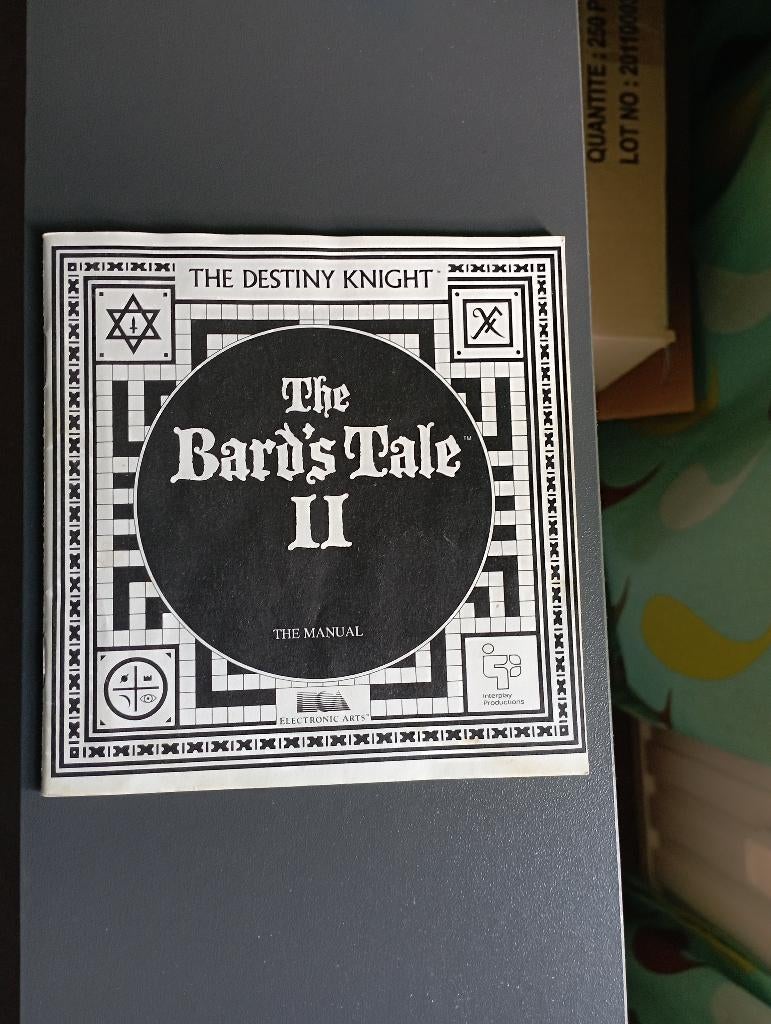 THE DESTINY KNIGHT™
The
Bard's Tale™
II
THE MANUAL
ELECTRONIC ARTS™
Interplay
Productions
QUANTITE : 250 P
LOT NO :